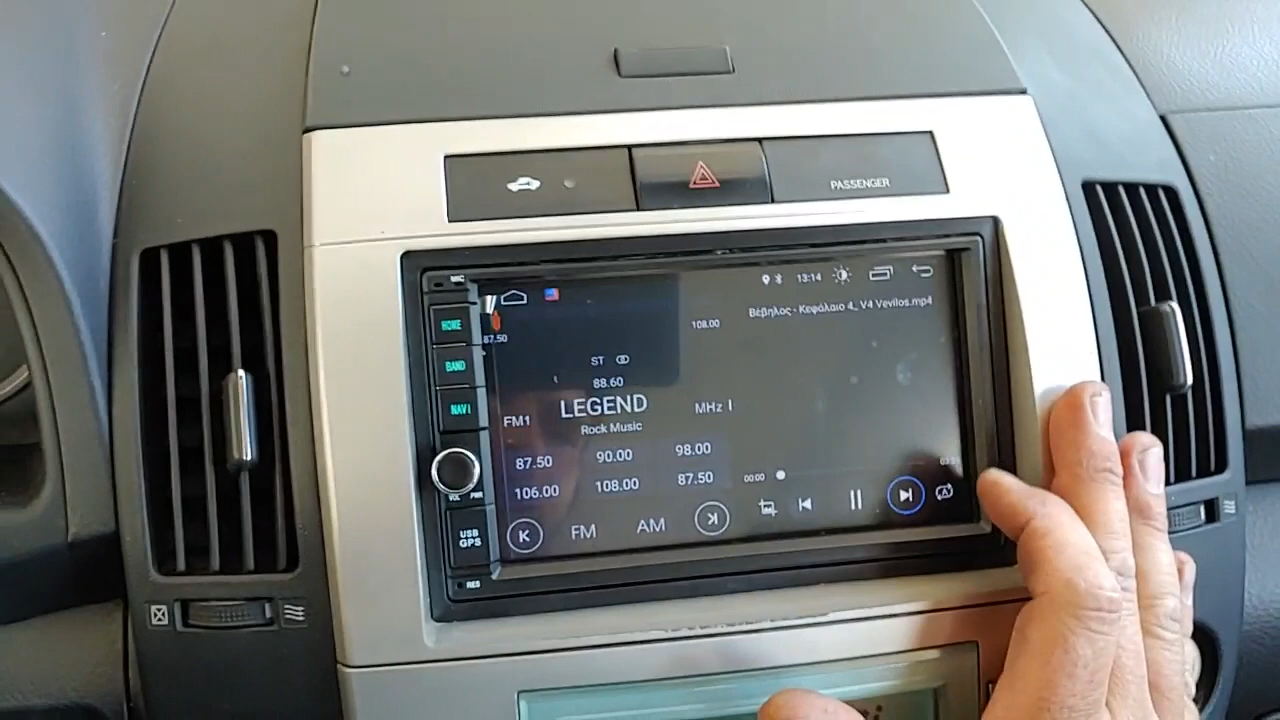 PASSENGER
MIC
13:14
HOME
BAND
NAVI
VOL
PWR
USB
GPS
RES
87.50
108.00
Βέβηλος - Κεφάλαιο 4_ V4 Vevilos.mp4
ST
88.60
FM1
LEGEND
MHz
Rock Music
87.50 90.00 98.00
106.00 108.00 87.50
00:00
FM AM